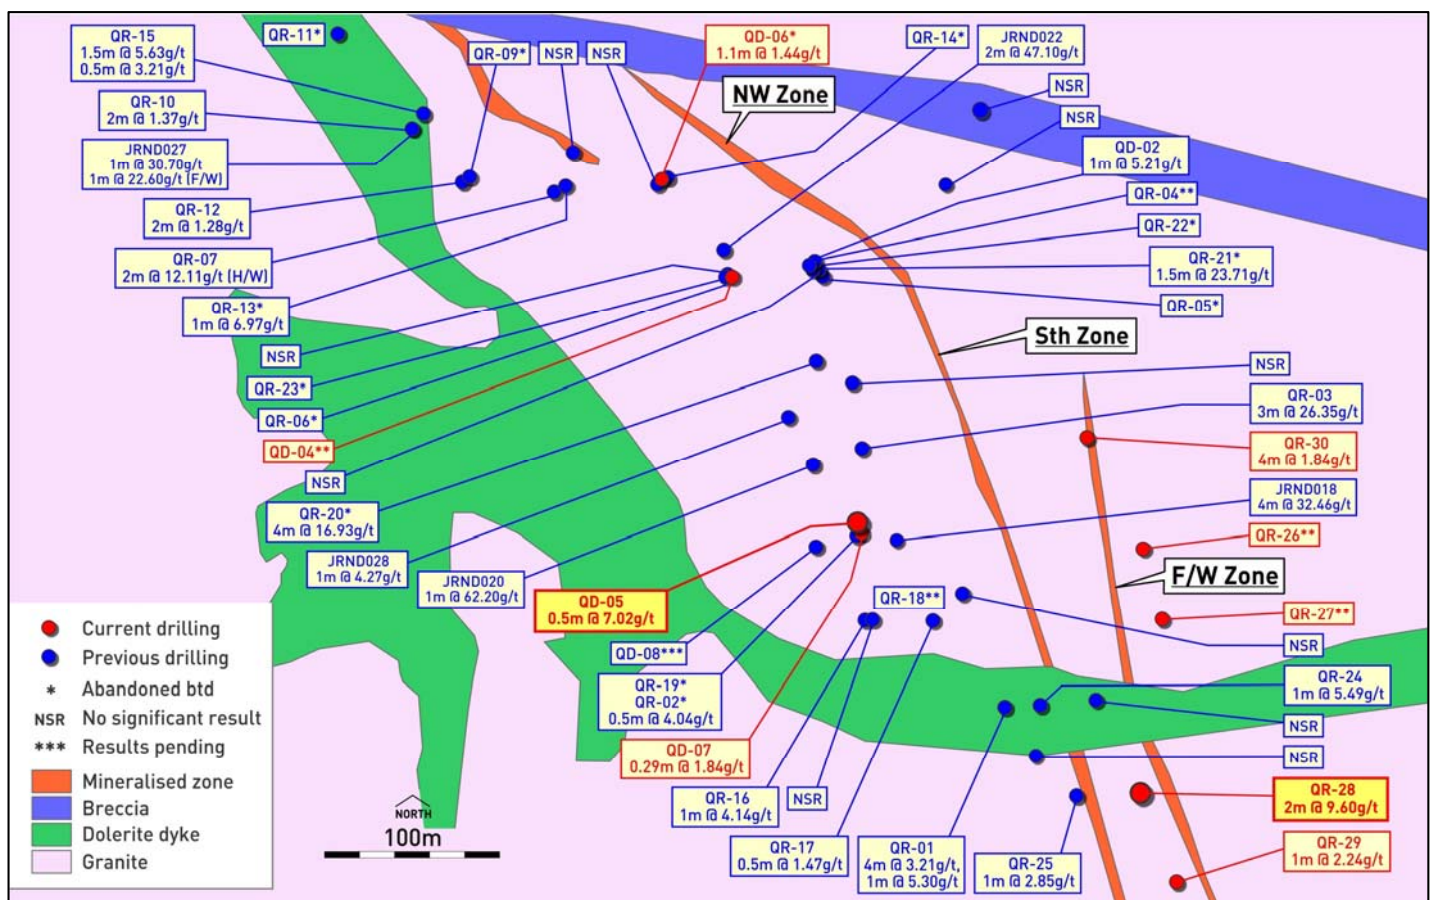 QR-15
1.5m @ 5.63g/t
0.5m @ 3.21g/t
QR-11*
QR-09*
NSR
NSR
QD-06*
1.1m @ 1.44g/t
QR-14*
JRND022
2m @ 47.10g/t
NSR
NW Zone
QR-10
2m @ 1.37g/t
NSR
JRND027
1m @ 30.70g/t
1m @ 22.60g/t (F/W)
QD-02
1m @ 5.21g/t
QR-04**
QR-12
2m @ 1.28g/t
QR-22*
QR-07
2m @ 12.11g/t (H/W)
QR-21*
1.5m @ 23.71g/t
QR-13*
1m @ 6.97g/t
QR-05*
Sth Zone
NSR
NSR
QR-23*
QR-03
3m @ 26.35g/t
QR-06*
QD-04**
QR-30
4m @ 1.84g/t
NSR
JRND018
4m @ 32.46g/t
QR-20*
4m @ 16.93g/t
QR-26**
JRND028
1m @ 4.27g/t
JRND020
1m @ 62.20g/t
F/W Zone
QD-05
0.5m @ 7.02g/t
QR-18**
QR-27**
NSR
QD-08***
QR-19*
QR-02*
0.5m @ 4.04g/t
QR-24
1m @ 5.49g/t
NSR
QD-07
0.29m @ 1.84g/t
NSR
QR-16
1m @ 4.14g/t
NSR
QR-28
2m @ 9.60g/t
QR-17
0.5m @ 1.47g/t
QR-01
4m @ 3.21g/t,
1m @ 5.30g/t
QR-25
1m @ 2.85g/t
QR-29
1m @ 2.24g/t
Current drilling
Previous drilling
* Abandoned btd
NSR No significant result
*** Results pending
Mineralised zone
Breccia
Dolerite dyke
Granite
NORTH
100m